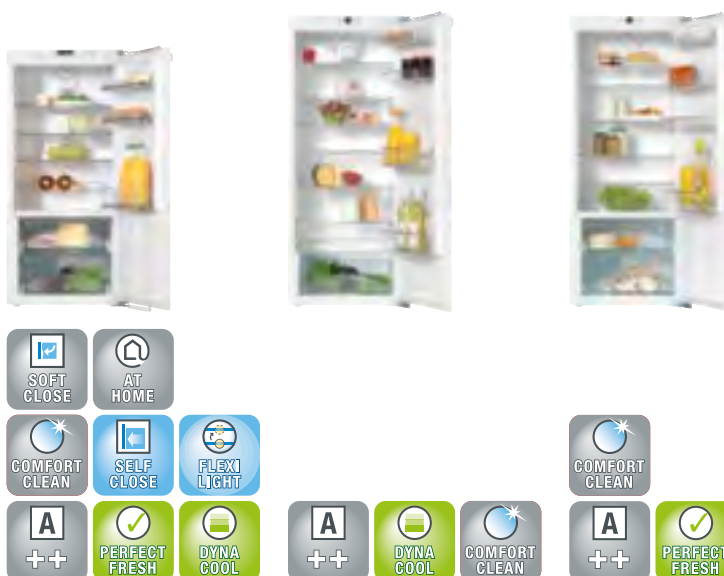 SOFT
CLOSE
AT
HOME
COMFORT
CLEAN
SELF
CLOSE
FLEXI
LIGHT
COMFORT
CLEAN
A
++
PERFECT
FRESH
DYNA
COOL
A
++
DYNA
COOL
COMFORT
CLEAN
A
++
PERFECT
FRESH